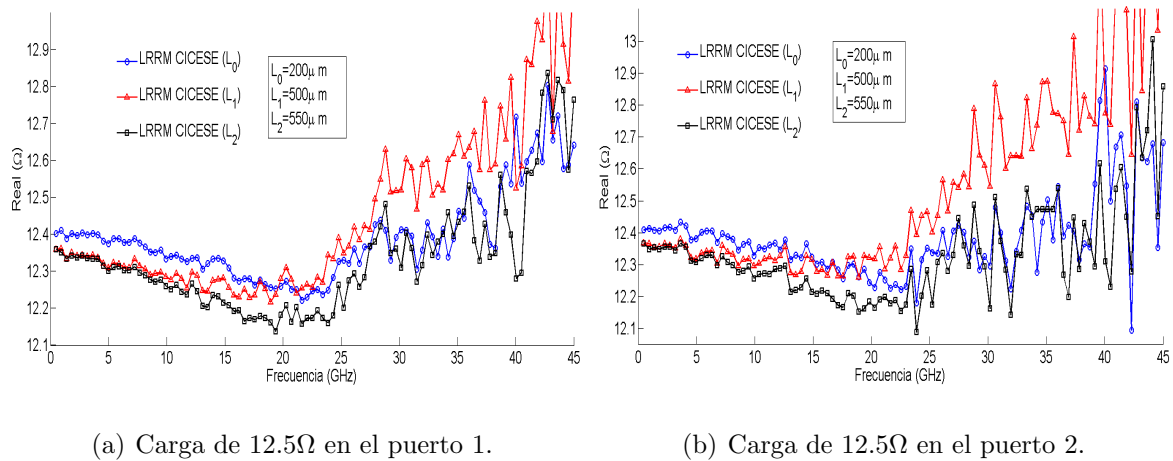 12.9
12.8
12.7
12.6
12.5
12.4
12.3
12.2
12.1
Real (Ω)
LRRM CICESE (L0)
LRRM CICESE (L1)
LRRM CICESE (L2)
L0=200μ m
L1=500μ m
L2=550μ m
0 5 10 15 20 25 30 35 40 45
Frecuencia (GHz)
(a) Carga de 12.5Ω en el puerto 1.
13
12.9
12.8
12.7
12.6
12.5
12.4
12.3
12.2
12.1
Real (Ω)
LRRM CICESE (L0)
LRRM CICESE (L1)
LRRM CICESE (L2)
L0=200μ m
L1=500μ m
L2=550μ m
0 5 10 15 20 25 30 35 40 45
Frecuencia (GHz)
(b) Carga de 12.5Ω en el puerto 2.